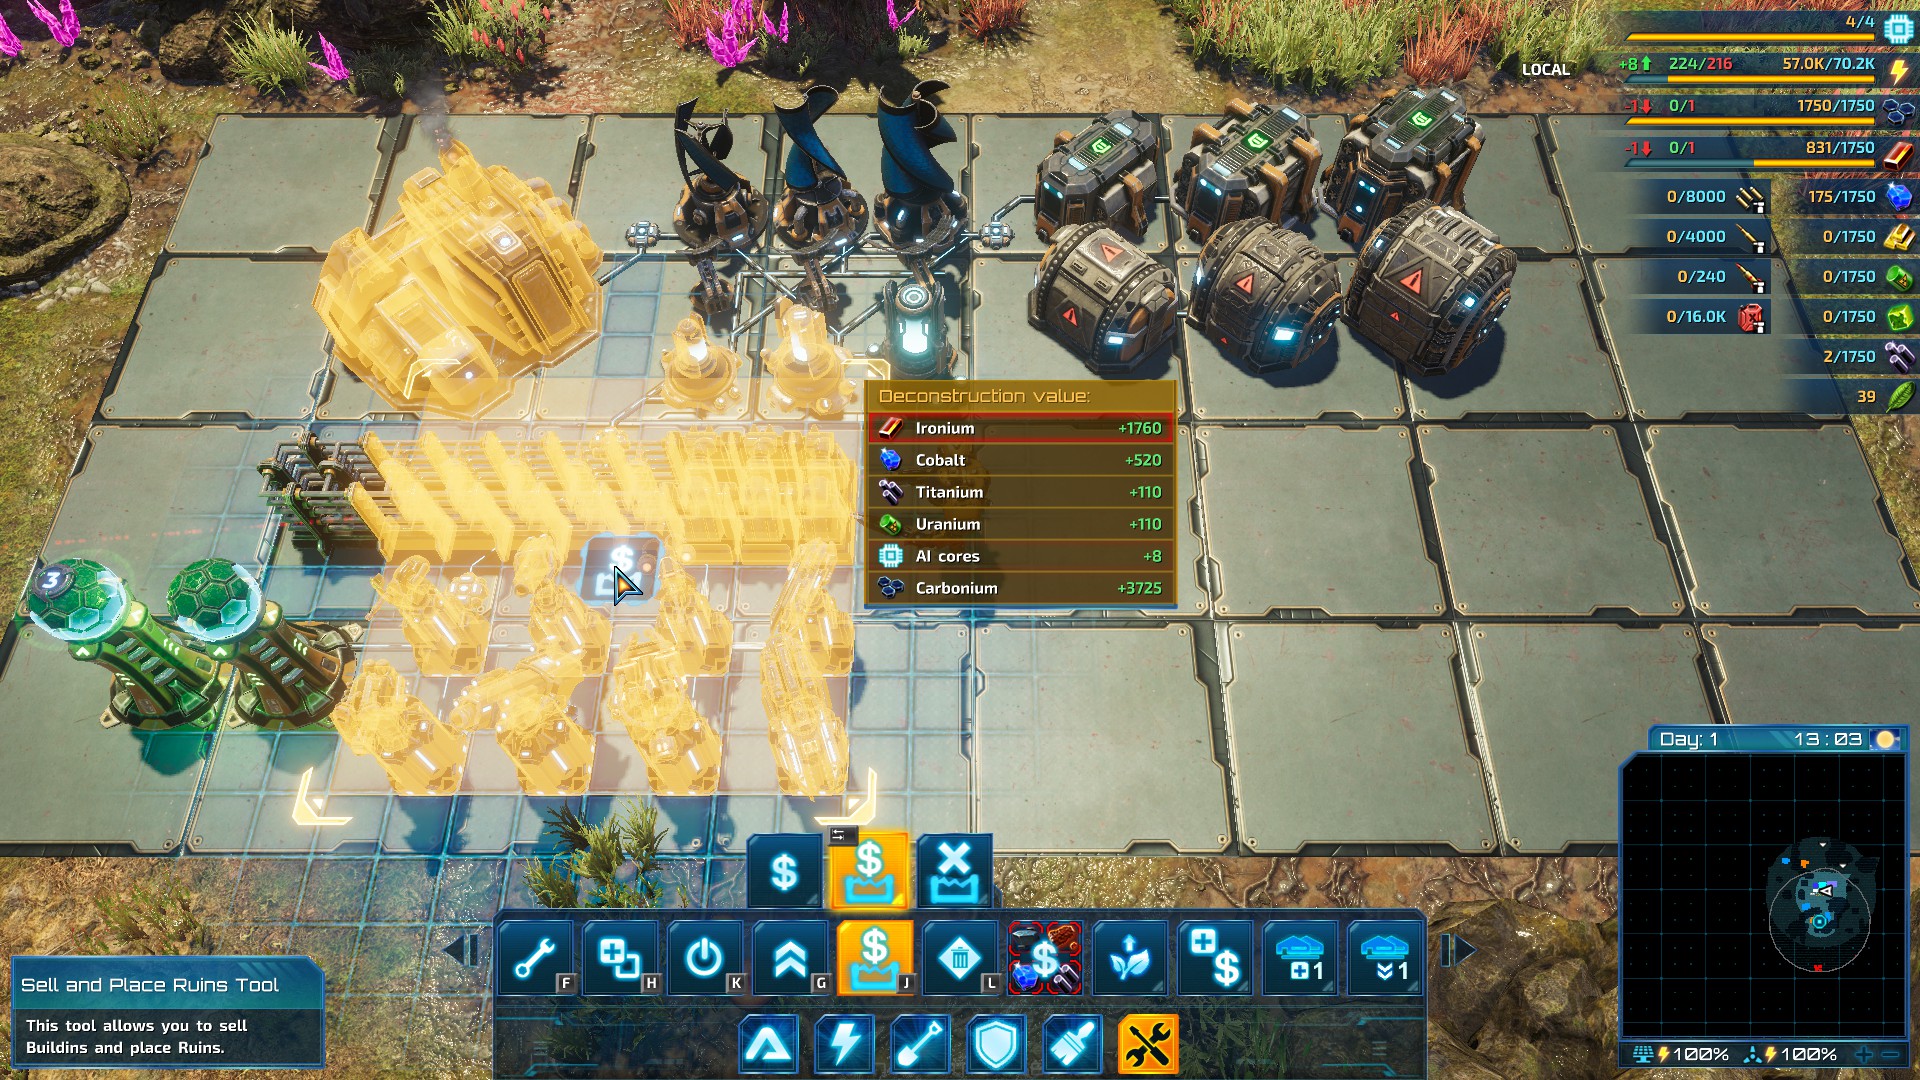 4/4
LOCAL
+8 224/216 57.0K/70.2K
-1 0/1 1750/1750
-1 0/1 831/1750
0/8000 175/1750
0/4000 0/1750
0/240 0/1750
0/16.0K 0/1750
2/1750
39
Deconstruction value:
Ironium +1760
Cobalt +520
Titanium +110
Uranium +110
AI cores +8
Carbonium +3725
3
$
Day: 1 13:03
$ $
$ $ $
F H K G J L 1 1
Sell and Place Ruins Tool
This tool allows you to sell
Buildins and place Ruins.
100% 100%